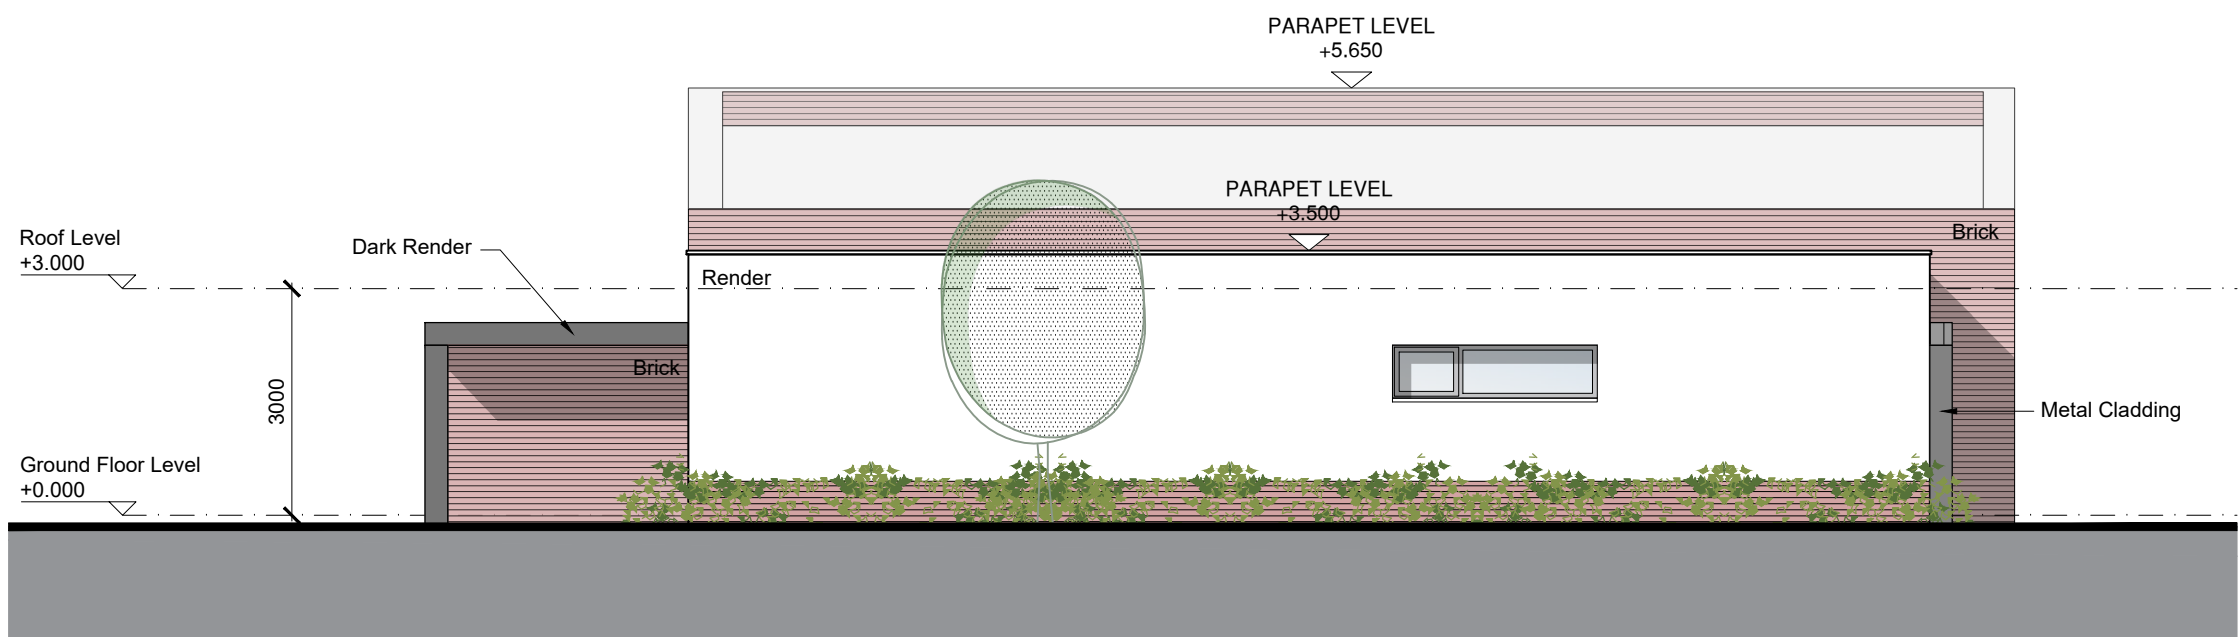 PARAPET LEVEL
+5.650
PARAPET LEVEL
+3.500
Brick
Roof Level
+3.000
Dark Render
Render
Brick
3000
Metal Cladding
Ground Floor Level
+0.000